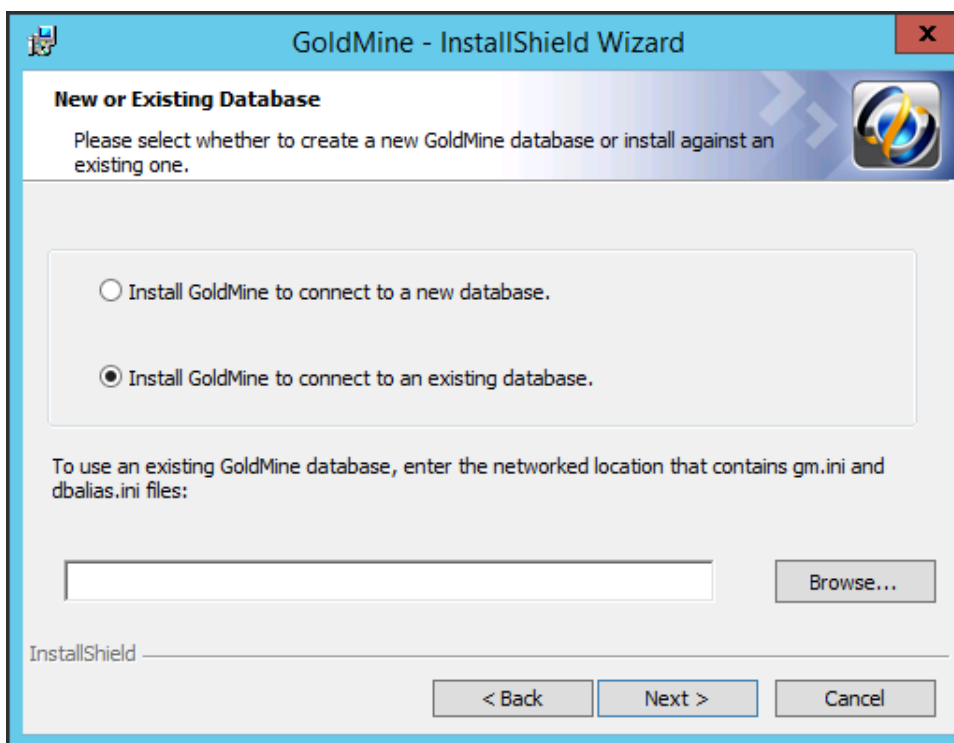 GoldMine - InstallShield Wizard
x
New or Existing Database
Please select whether to create a new GoldMine database or install against an
existing one.
Install GoldMine to connect to a new database.
Install GoldMine to connect to an existing database.
To use an existing GoldMine database, enter the networked location that contains gm.ini and
dbalias.ini files:
Browse...
InstallShield
< Back
Next >
Cancel